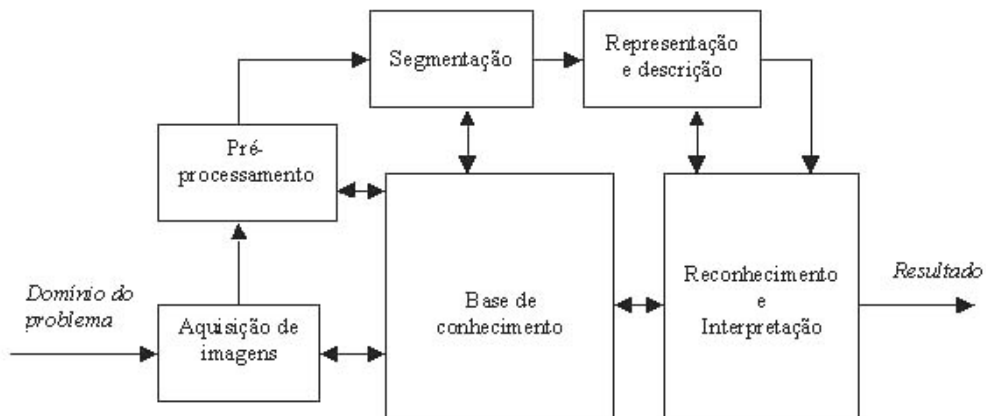 Segmentação
Representação
e descrição
Pré-
processamento
Domínio do
problema
Aquisição de
imagens
Base de
conhecimento
Reconhecimento
e
Interpretação
Resultado